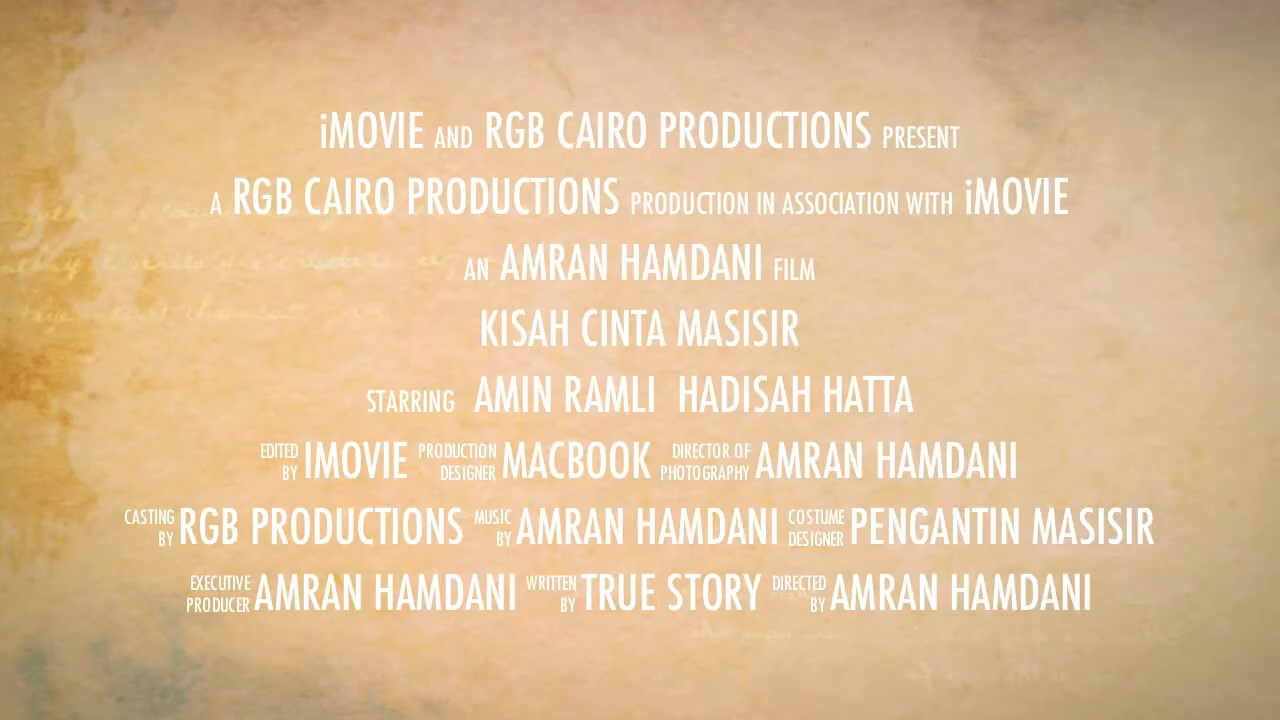 iMOVIE AND RGB CAIRO PRODUCTIONS PRESENT
A RGB CAIRO PRODUCTIONS PRODUCTION IN ASSOCIATION WITH iMOVIE
AN AMRAN HAMDANI FILM
KISAH CINTA MASISIR
STARRING AMIN RAMLI HADISAH HATTA
EDITED BY IMOVIE PRODUCTION DESIGNER MACBOOK DIRECTOR OF PHOTOGRAPHY AMRAN HAMDANI
CASTING BY RGB PRODUCTIONS MUSIC BY AMRAN HAMDANI COSTUME DESIGNER PENGANTIN MASISIR
EXECUTIVE PRODUCER AMRAN HAMDANI WRITTEN BY TRUE STORY DIRECTED BY AMRAN HAMDANI